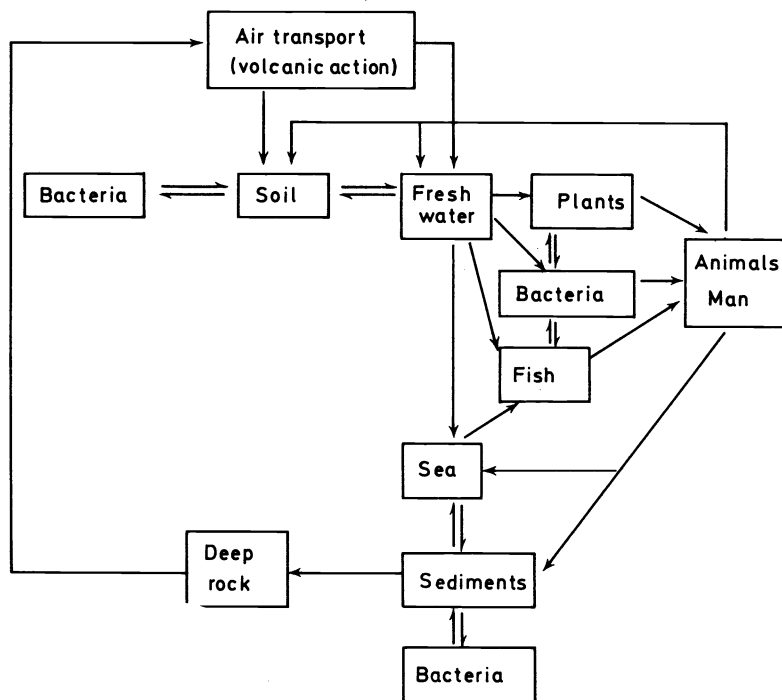 Air transport
(volcanic action)
Bacteria
Soil
Fresh
water
Plants
Animals
Man
Bacteria
Fish
Sea
Deep
rock
Sediments
Bacteria